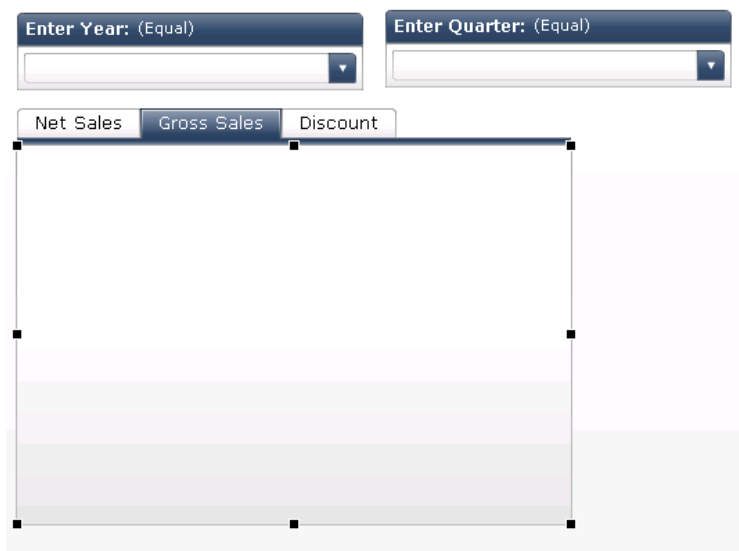 Enter Year: (Equal)
Enter Quarter: (Equal)
Net Sales Gross Sales Discount